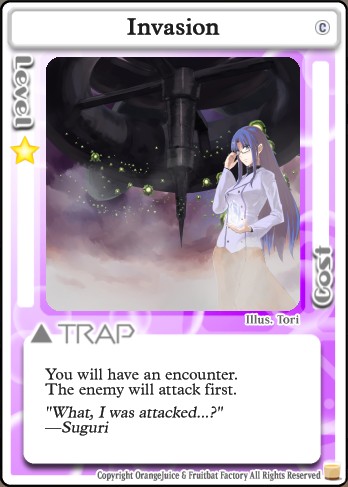 Invasion
©
Level
Cost
Illus. Tori
TRAP
You will have an encounter.
The enemy will attack first.
"What, I was attacked...?"
—Suguri
Copyright Orangejuice & Fruitbat Factory All Rights Reserved